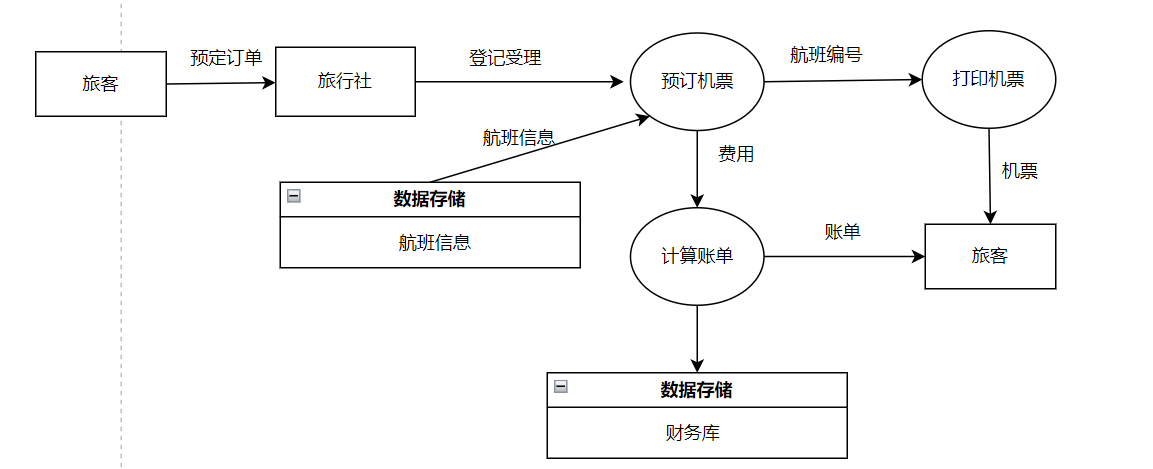 旅客
预定订单
旅行社
登记受理
预订机票
航班编号
打印机票
航班信息
费用
机票
数据存储
航班信息
计算账单
账单
旅客
数据存储
财务库